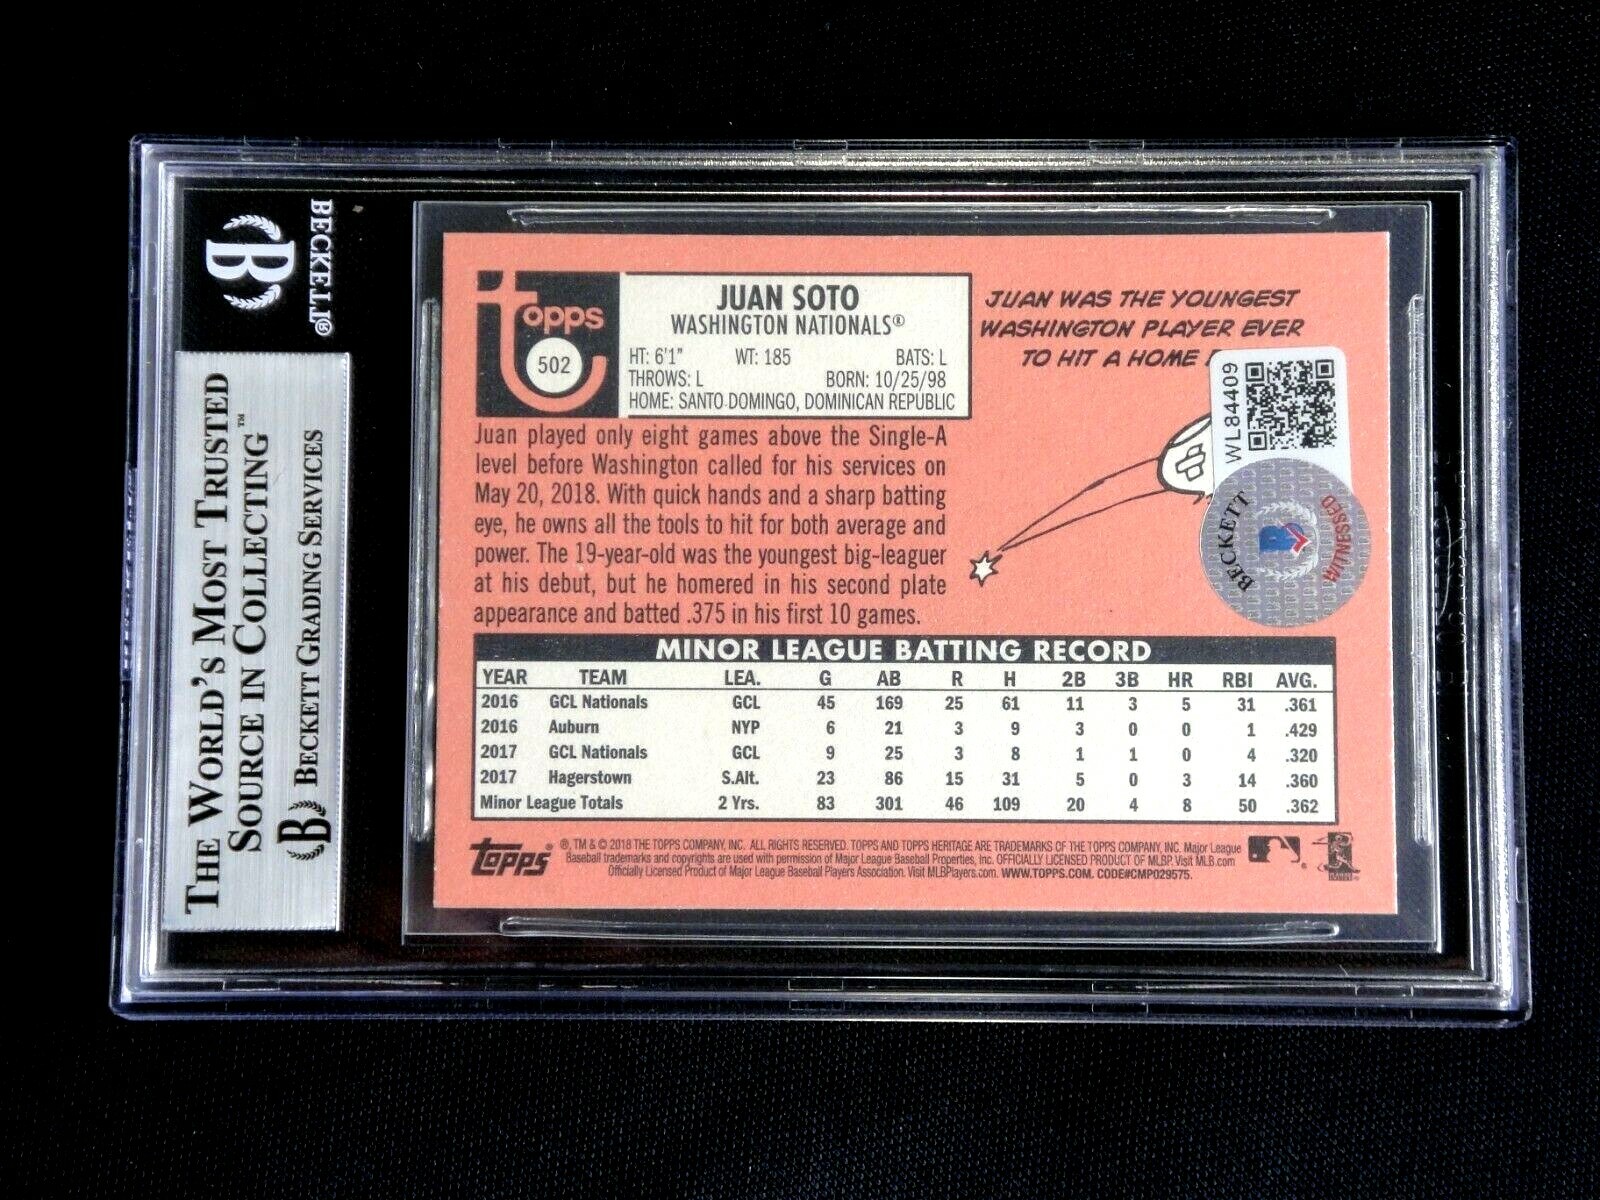 BECKETT®
B
THE WORLD'S MOST TRUSTED
SOURCE IN COLLECTING™
B BECKETT GRADING SERVICES
topps
502
JUAN SOTO
WASHINGTON NATIONALS®
HT: 6'1" WT: 185 BATS: L
THROWS: L BORN: 10/25/98
HOME: SANTO DOMINGO, DOMINICAN REPUBLIC
JUAN WAS THE YOUNGEST
WASHINGTON PLAYER EVER
TO HIT A HOME
WL84409
BECKETT
B
WITNESSED
Juan played only eight games above the Single-A
level before Washington called for his services on
May 20, 2018. With quick hands and a sharp batting
eye, he owns all the tools to hit for both average and
power. The 19-year-old was the youngest big-leaguer
at his debut, but he homered in his second plate
appearance and batted .375 in his first 10 games.
MINOR LEAGUE BATTING RECORD
YEAR TEAM LEA. G AB R H 2B 3B HR RBI AVG.
2016 GCL Nationals GCL 45 169 25 61 11 3 5 31 .361
2016 Auburn NYP 6 21 3 9 3 0 0 1 .429
2017 GCL Nationals GCL 9 25 3 8 1 1 0 4 .320
2017 Hagerstown S.Atl. 23 86 15 31 5 0 3 14 .360
Minor League Totals 2 Yrs. 83 301 46 109 20 4 8 50 .362
topps®
®, TM & © 2018 THE TOPPS COMPANY, INC. ALL RIGHTS RESERVED. TOPPS AND TOPPS HERITAGE ARE TRADEMARKS OF THE TOPPS COMPANY, INC. Major League
Baseball trademarks and copyrights are used with permission of Major League Baseball Properties, Inc. OFFICIALLY LICENSED PRODUCT OF MLBP. Visit MLB.com
Officially Licensed Product of Major League Baseball Players Association. Visit MLBPlayers.com. WWW.TOPPS.COM. CODE#CMP029575.